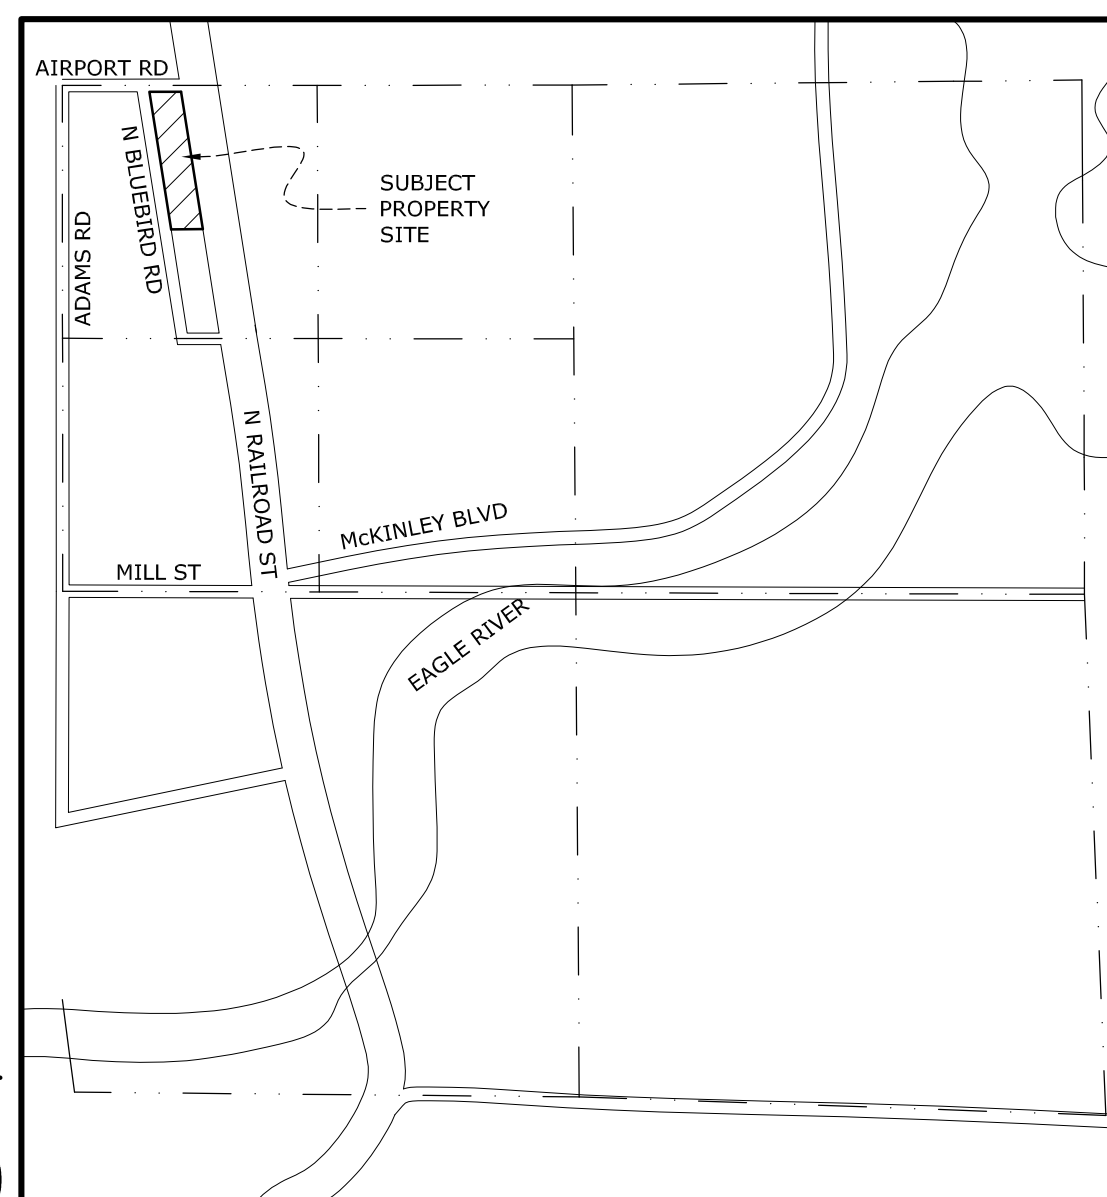 AIRPORT RD
N BLUEBIRD RD
SUBJECT
PROPERTY
SITE
ADAMS RD
N RAILROAD ST
McKINLEY BLVD
MILL ST
EAGLE RIVER